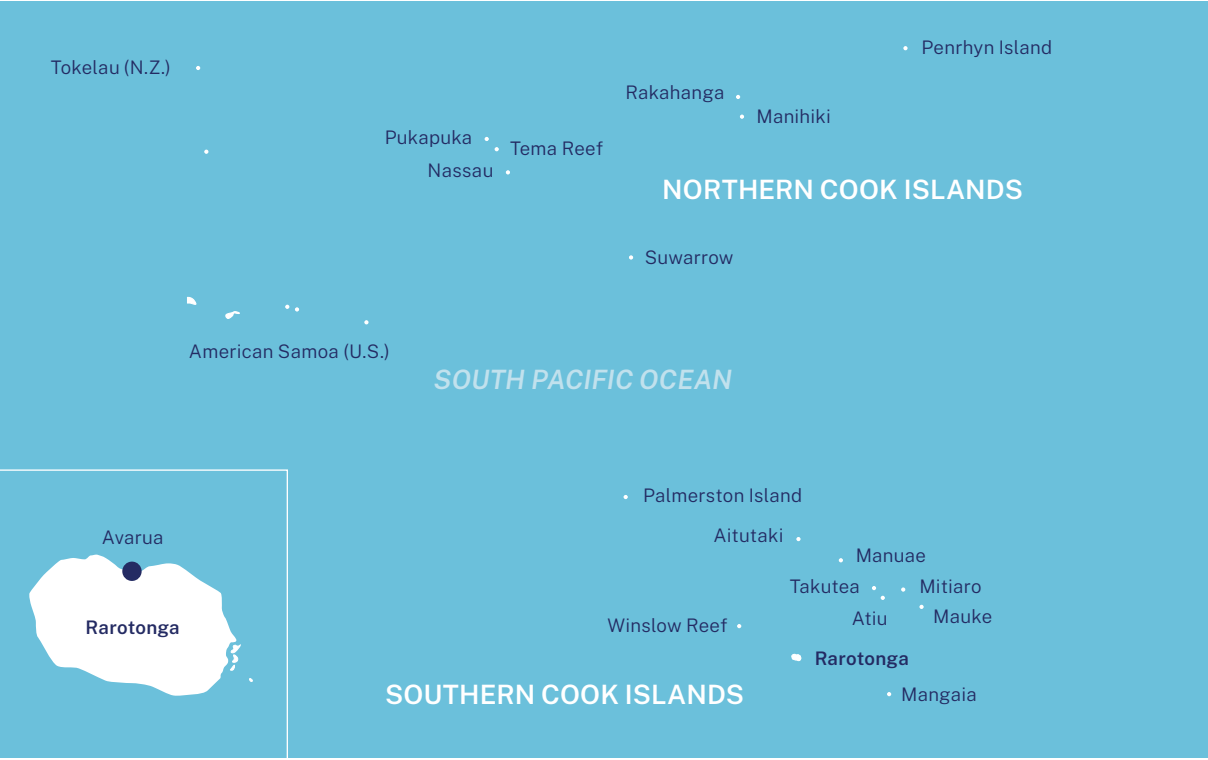 Penrhyn Island
Tokelau (N.Z.)
Rakahanga
Manihiki
Pukapuka
Tema Reef
Nassau
NORTHERN COOK ISLANDS
Suwarrow
American Samoa (U.S.)
SOUTH PACIFIC OCEAN
Palmerston Island
Aitutaki
Avarua
Manuae
Takutea
Mitiaro
Atiu
Mauke
Winslow Reef
Rarotonga
Rarotonga
SOUTHERN COOK ISLANDS
Mangaia